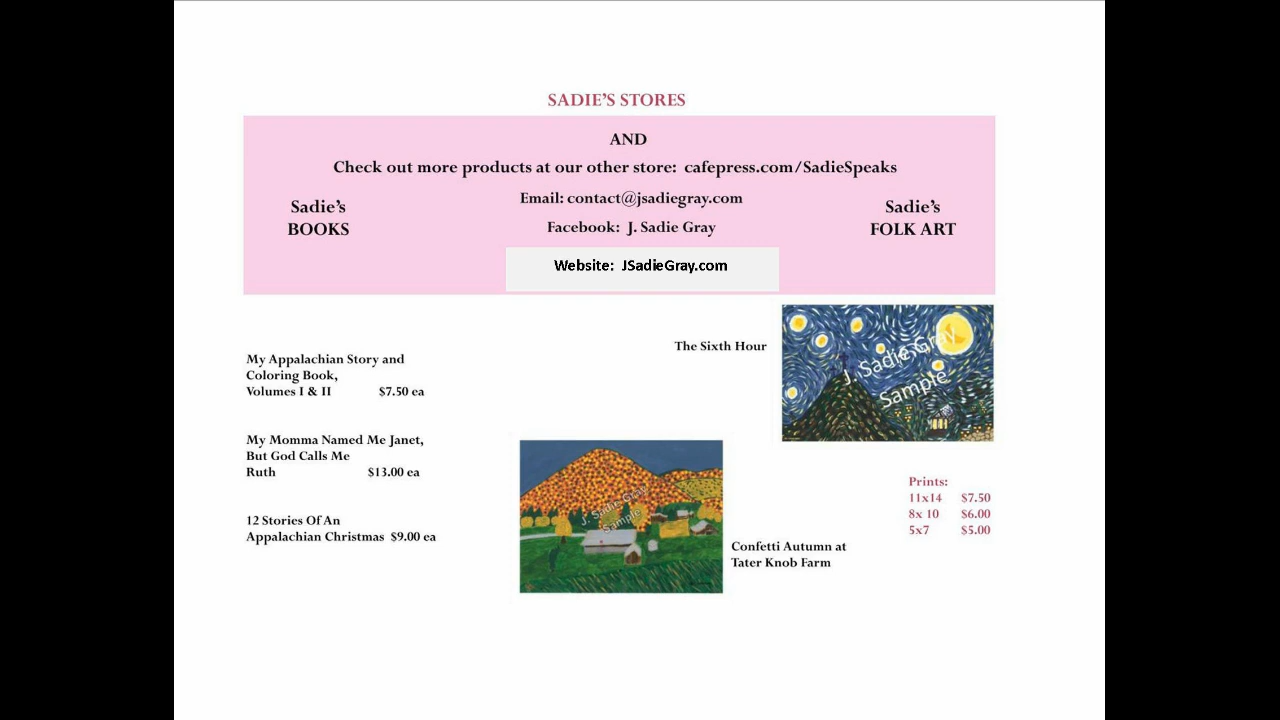 SADIE'S STORES
AND
Check out more products at our other store: cafepress.com/SadieSpeaks
Email: contact@jsadiegray.com
Facebook: J. Sadie Gray
Website: JSadieGray.com
Sadie's
BOOKS
Sadie's
FOLK ART
My Appalachian Story and
Coloring Book,
Volumes I & II $7.50 ea
My Momma Named Me Janet,
But God Calls Me
Ruth $13.00 ea
12 Stories Of An
Appalachian Christmas $9.00 ea
The Sixth Hour
J. Sadie Gray
Sample
J. Sadie Gray
Sample
Confetti Autumn at
Tater Knob Farm
Prints:
11x14 $7.50
8x 10 $6.00
5x7 $5.00